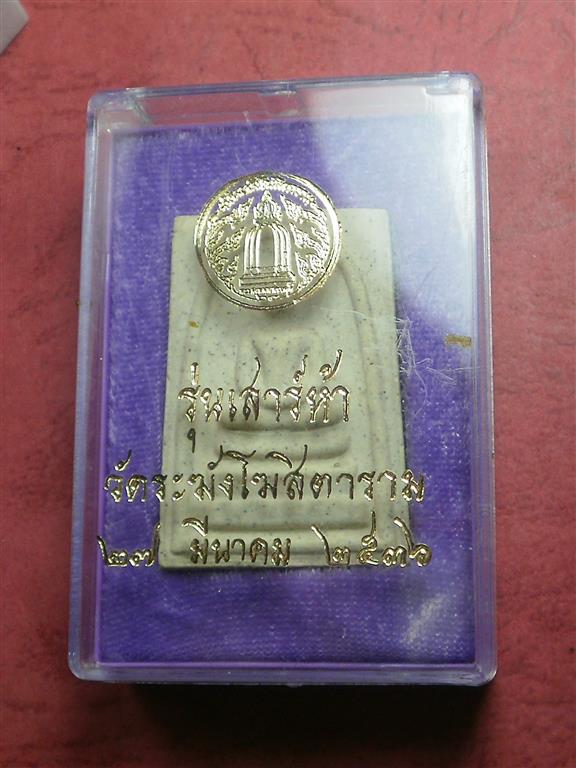 รุ่นเสาร์ห้า
วัดระฆังโฆสิตาราม
๒๗ มีนาคม ๒๕๓๖